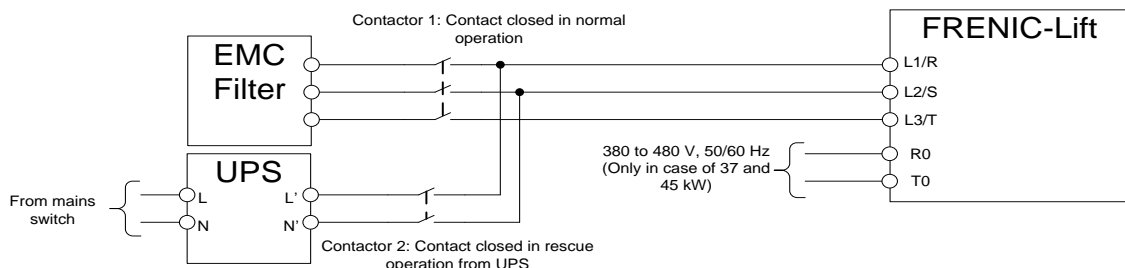 Contactor 1: Contact closed in normal
operation
EMC
Filter
FRENIC-Lift
L1/R
L2/S
L3/T
380 to 480 V, 50/60 Hz
(Only in case of 37 and
45 kW)
R0
T0
UPS
From mains
switch
L
L'
N
N'
Contactor 2: Contact closed in rescue
operation from UPS